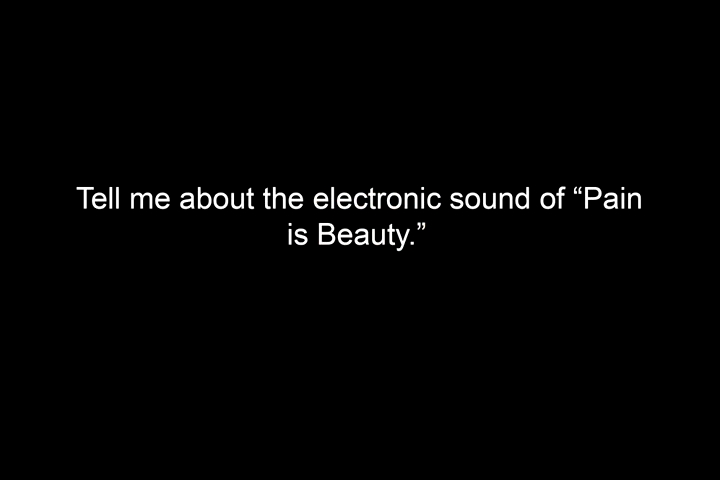 Tell me about the electronic sound of “Pain
is Beauty.”